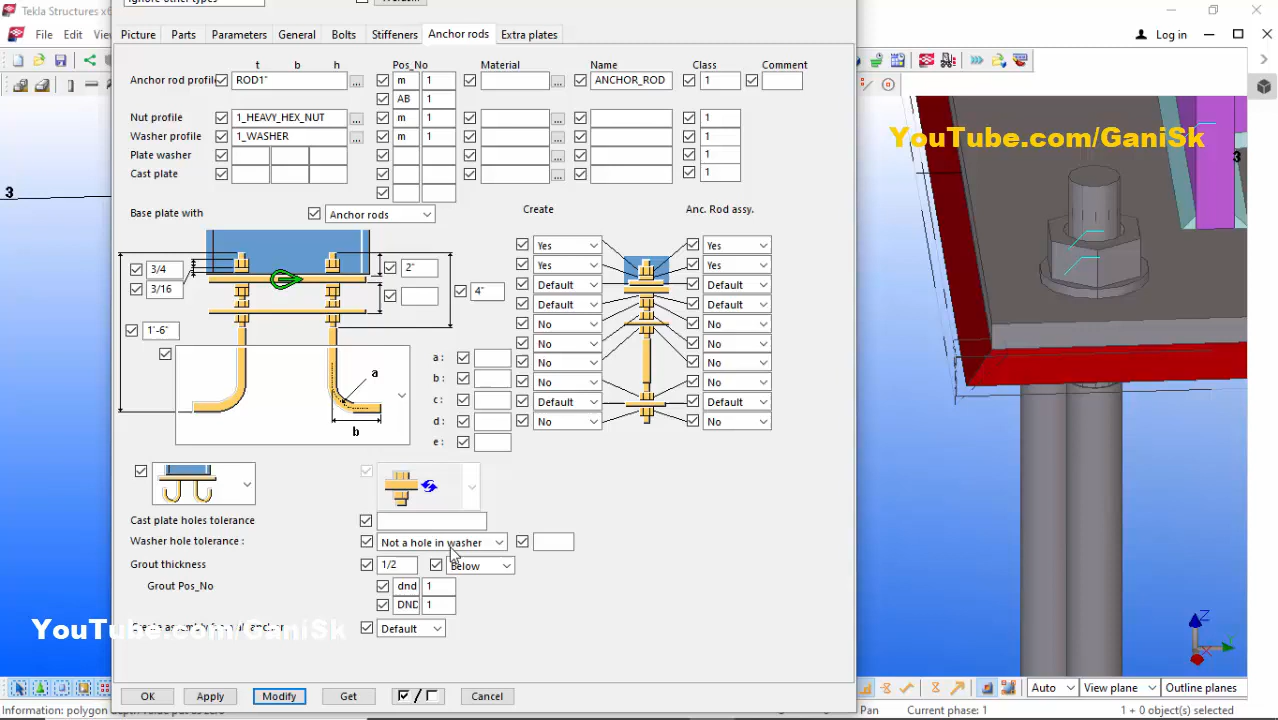 Tekla Structures x6
File Edit
Log in
Picture Parts Parameters General Bolts Stiffeners Anchor rods Extra plates
t b h Pos_No Material Name Class Comment
Anchor rod profile ROD1" m 1 ANCHOR_ROD 1
AB 1
Nut profile 1_HEAVY_HEX_NUT m 1 1
Washer profile 1_WASHER m 1 1
Plate washer 1
Cast plate 1
YouTube.com/GaniSk
3
3
Base plate with Anchor rods Create Anc. Rod assy.
Yes Yes
3/4 2" Yes Yes
3/16 4" Default Default
Default Default
1'-6" No No
No No
a : No No
a
b : No No
c : Default Default
d : No No
b
e :
Cast plate holes tolerance
Washer hole tolerance : Not a hole in washer
Grout thickness 1/2 Below
Grout Pos_No dnd 1
DND 1
YouTube.com/GaniSk
Default
OK Apply Modify Get / Cancel
Z
Y
X
Auto View plane Outline planes
Pan Current phase: 1 1 + 0 object(s) selected